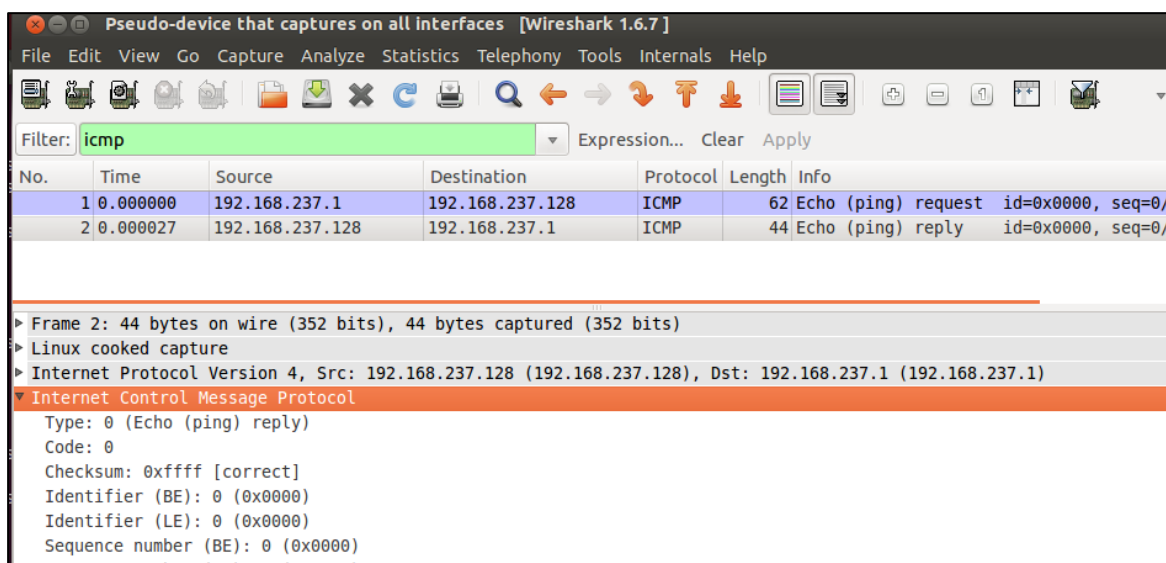 Pseudo-device that captures on all interfaces [Wireshark 1.6.7 ]
File Edit View Go Capture Analyze Statistics Telephony Tools Internals Help
Filter: icmp Expression... Clear Apply
No. Time Source Destination Protocol Length Info
1 0.000000 192.168.237.1 192.168.237.128 ICMP 62 Echo (ping) request id=0x0000, seq=0/
2 0.000027 192.168.237.128 192.168.237.1 ICMP 44 Echo (ping) reply id=0x0000, seq=0/
Frame 2: 44 bytes on wire (352 bits), 44 bytes captured (352 bits)
Linux cooked capture
Internet Protocol Version 4, Src: 192.168.237.128 (192.168.237.128), Dst: 192.168.237.1 (192.168.237.1)
Internet Control Message Protocol
Type: 0 (Echo (ping) reply)
Code: 0
Checksum: 0xffff [correct]
Identifier (BE): 0 (0x0000)
Identifier (LE): 0 (0x0000)
Sequence number (BE): 0 (0x0000)